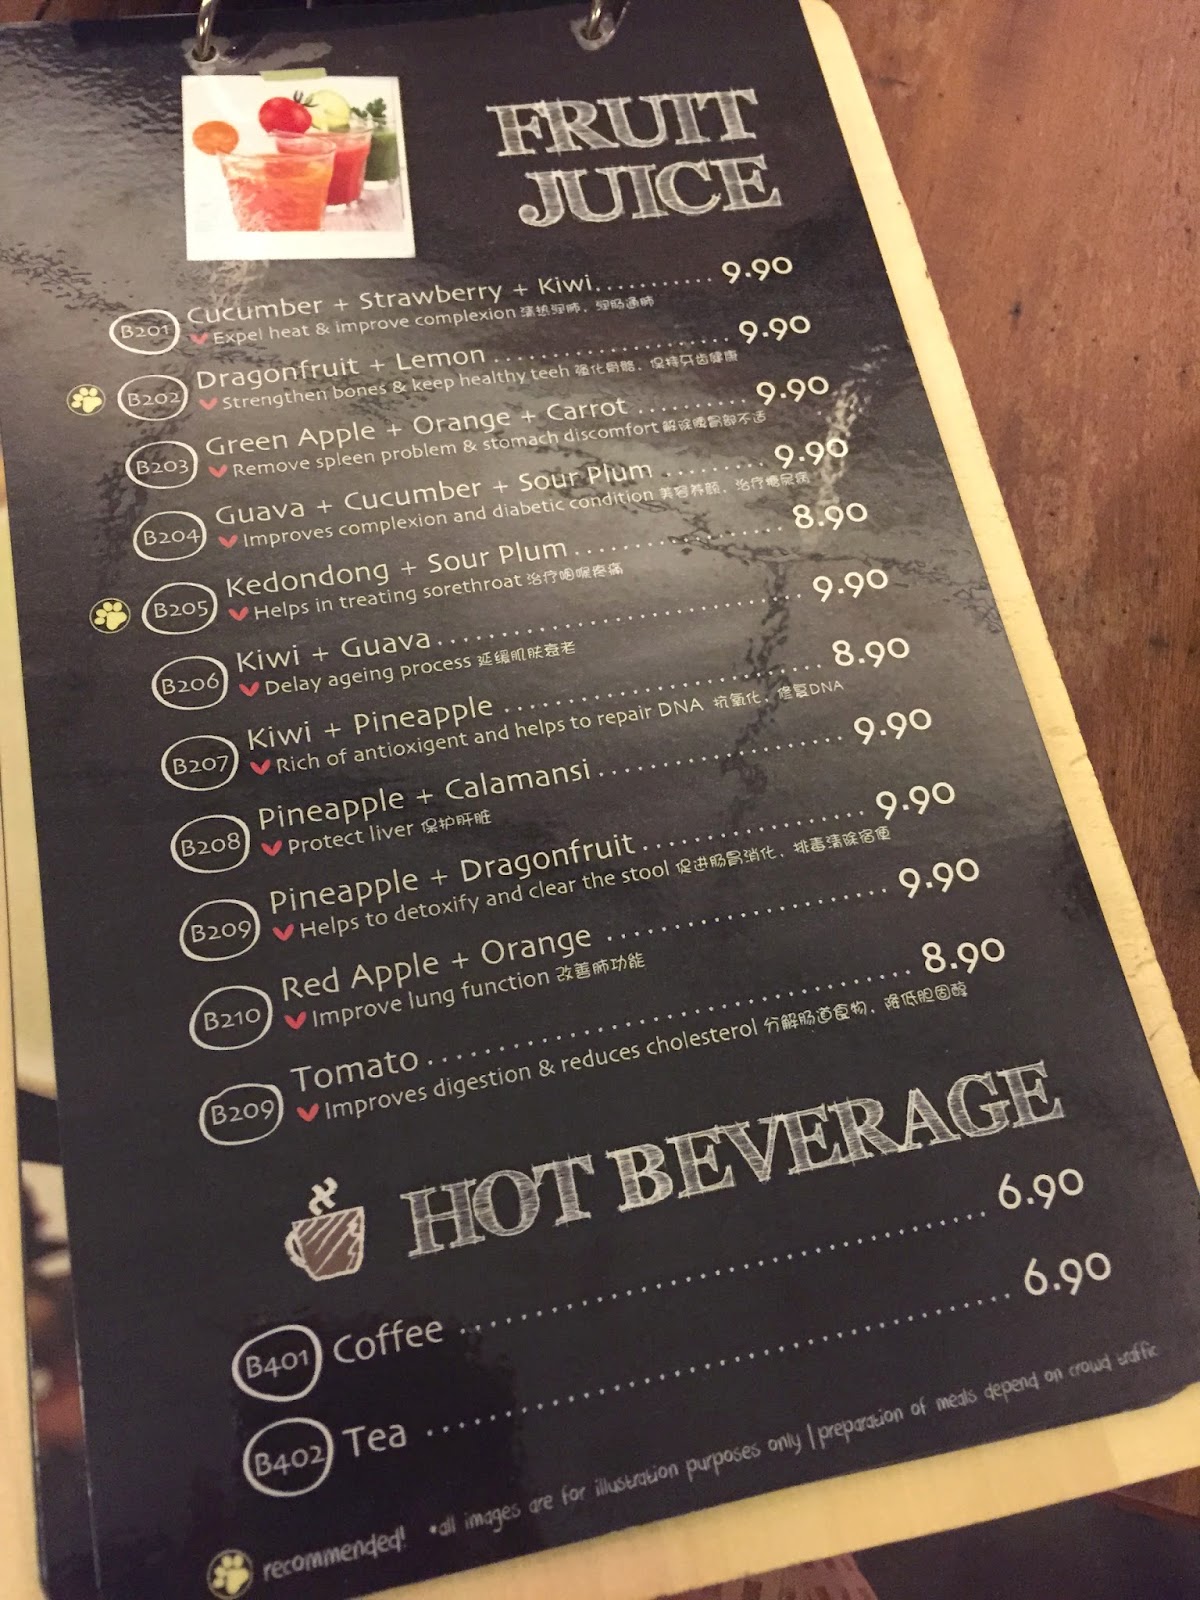 FRUIT
JUICE
B201 Cucumber + Strawberry + Kiwi........... 9.90
Expel heat & improve complexion 清热润肺，润肠通肺
B202 Dragonfruit + Lemon .................... 9.90
Strengthen bones & keep healthy teeh 强化骨骼，保持牙齿健康
B203 Green Apple + Orange + Carrot .......... 9.90
Remove spleen problem & stomach discomfort 解除脾胃部不适
B204 Guava + Cucumber + Sour Plum ......... 9.90
Improves complexion and diabetic condition 美容养颜，治疗糖尿病
B205 Kedondong + Sour Plum.................. 8.90
Helps in treating sorethroat 治疗咽喉疼痛
B206 Kiwi + Guava............................... 9.90
Delay ageing process 延缓肌肤衰老
B207 Kiwi + Pineapple ........................... 8.90
Rich of antioxigent and helps to repair DNA 抗氧化，修复DNA
B208 Pineapple + Calamansi .................... 9.90
Protect liver 保护肝脏
B209 Pineapple + Dragonfruit .................. 9.90
Helps to detoxify and clear the stool 促进肠胃消化，排毒清除宿便
B210 Red Apple + Orange ...................... 9.90
Improve lung function 改善肺功能
B209 Tomato ..................................... 8.90
Improves digestion & reduces cholesterol 分解肠道食物，降低胆固醇
HOT BEVERAGE
B401 Coffee ..................................... 6.90
B402 Tea ......................................... 6.90
recommended! *all images are for illustration purposes only | preparation of meals depend on crowd traffic